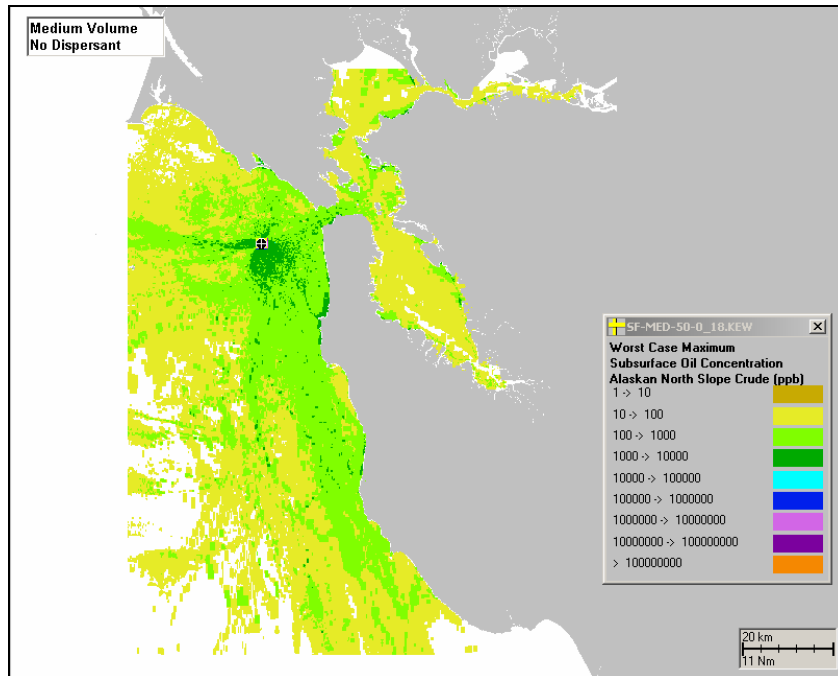 Medium Volume
No Dispersant
SF-MED-50-0_18.KEW
Worst Case Maximum
Subsurface Oil Concentration
Alaskan North Slope Crude (ppb)
1 -> 10
10 -> 100
100 -> 1000
1000 -> 10000
10000 -> 100000
100000 -> 1000000
1000000 -> 10000000
10000000 -> 100000000
> 100000000
20 km
11 Nm